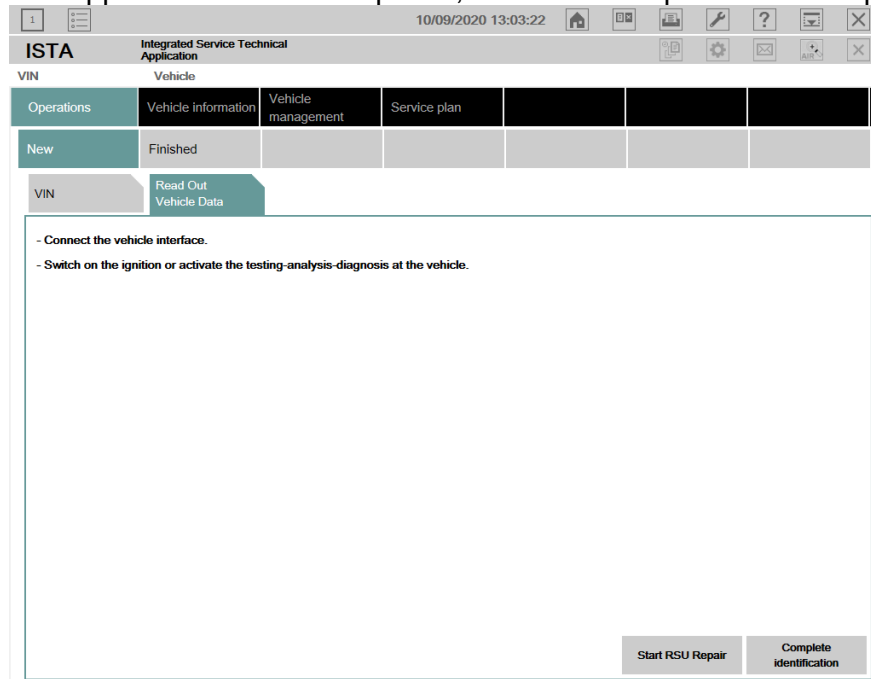 1
10/09/2020 13:03:22
?
ISTA
Integrated Service Technical
Application
AIR
VIN
Vehicle
Operations
Vehicle information
Vehicle
management
Service plan
New
Finished
VIN
Read Out
Vehicle Data
- Connect the vehicle interface.
- Switch on the ignition or activate the testing-analysis-diagnosis at the vehicle.
Start RSU Repair
Complete
identification